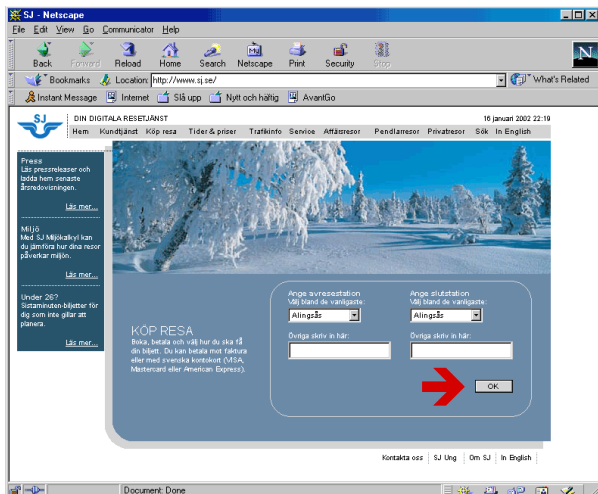 SJ - Netscape
File Edit View Go Communicator Help
Back Forward Reload Home Search Netscape Print Security Stop
My
N
Bookmarks Location: http://www.sj.se/ What's Related
Instant Message Internet Slå upp Nytt och häftig AvantGo
SJ
DIN DIGITALA RESETJÄNST 16 januari 2002 22:19
Hem Kundtjänst Köp resa Tider & priser Trafikinfo Service Affärsresor Pendlarresor Privatresor Sök In English
Press
Läs pressreleaser och
ladda hem senaste
årsredovisningen.
Läs mer...
Miljö
Med SJ Miljökalkyl kan
du jämföra hur dina resor
påverkar miljön.
Läs mer...
Under 26?
Sistaminuten-biljetter för
dig som inte gillar att
planera.
Läs mer...
KÖP RESA
Boka, betala och välj hur du ska få
din biljett. Du kan betala mot faktura
eller med svenska kontokort (VISA,
Mastercard eller American Express).
Ange avresestation
Välj bland de vanligaste:
Alingsås
Övriga skriv in här:
Ange slutstation
Välj bland de vanligaste:
Alingsås
Övriga skriv in här:
OK
Kontakta oss SJ Ung Om SJ In English
Document: Done